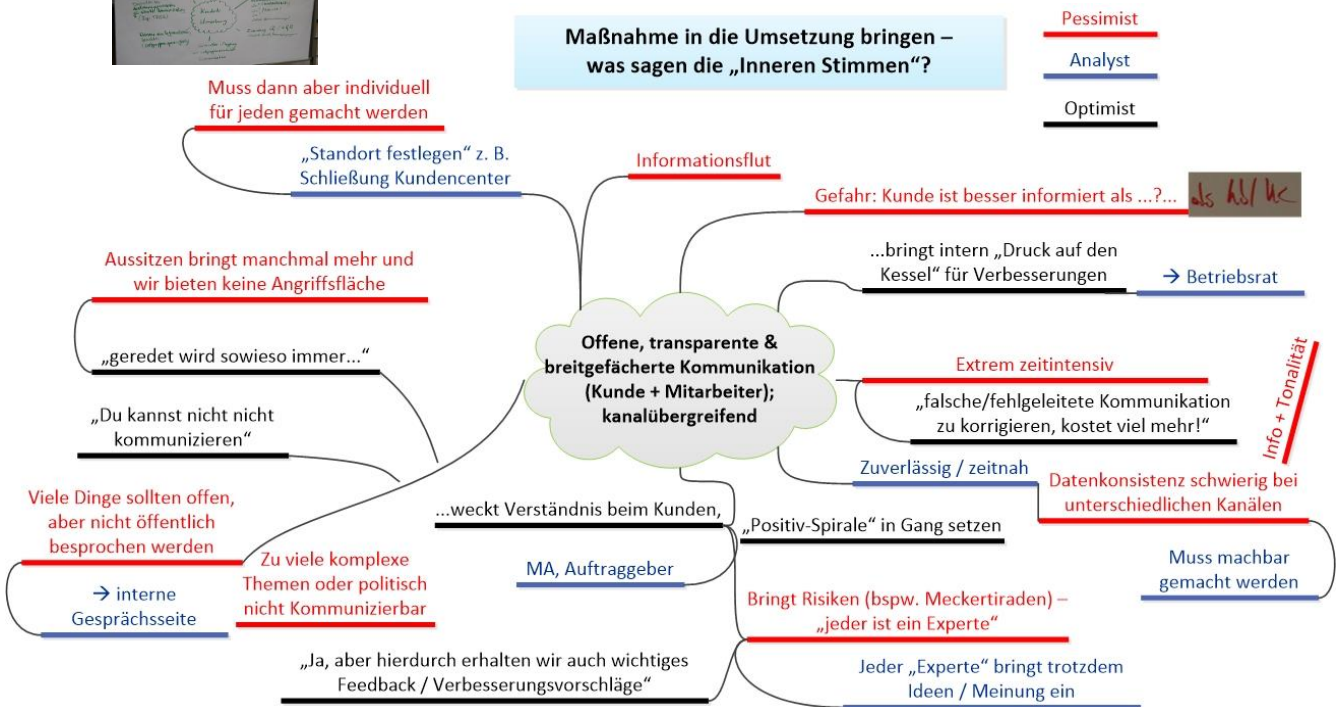 Maßnahme in die Umsetzung bringen –
was sagen die „Inneren Stimmen“?
Pessimist
Analyst
Optimist
Muss dann aber individuell
für jeden gemacht werden
„Standort festlegen“ z. B.
Schließung Kundencenter
Informationsflut
Gefahr: Kunde ist besser informiert als ...?...
als
...bringt intern „Druck auf den
Kessel“ für Verbesserungen
→ Betriebsrat
Aussitzen bringt manchmal mehr und
wir bieten keine Angriffsfläche
„geredet wird sowieso immer...“
„Du kannst nicht nicht
kommunizieren“
Offene, transparente &
breitgefächerte Kommunikation
(Kunde + Mitarbeiter);
kanalübergreifend
Extrem zeitintensiv
„falsche/fehlgeleitete Kommunikation
zu korrigieren, kostet viel mehr!“
Info + Tonalität
Zuverlässig / zeitnah
Datenkonsistenz schwierig bei
unterschiedlichen Kanälen
Muss machbar
gemacht werden
Viele Dinge sollten offen,
aber nicht öffentlich
besprochen werden
→ interne
Gesprächsseite
Zu viele komplexe
Themen oder politisch
nicht Kommunizierbar
...weckt Verständnis beim Kunden,
MA, Auftraggeber
„Positiv-Spirale“ in Gang setzen
Bringt Risiken (bspw. Meckertiraden) –
„jeder ist ein Experte“
„Ja, aber hierdurch erhalten wir auch wichtiges
Feedback / Verbesserungsvorschläge“
Jeder „Experte“ bringt trotzdem
Ideen / Meinung ein